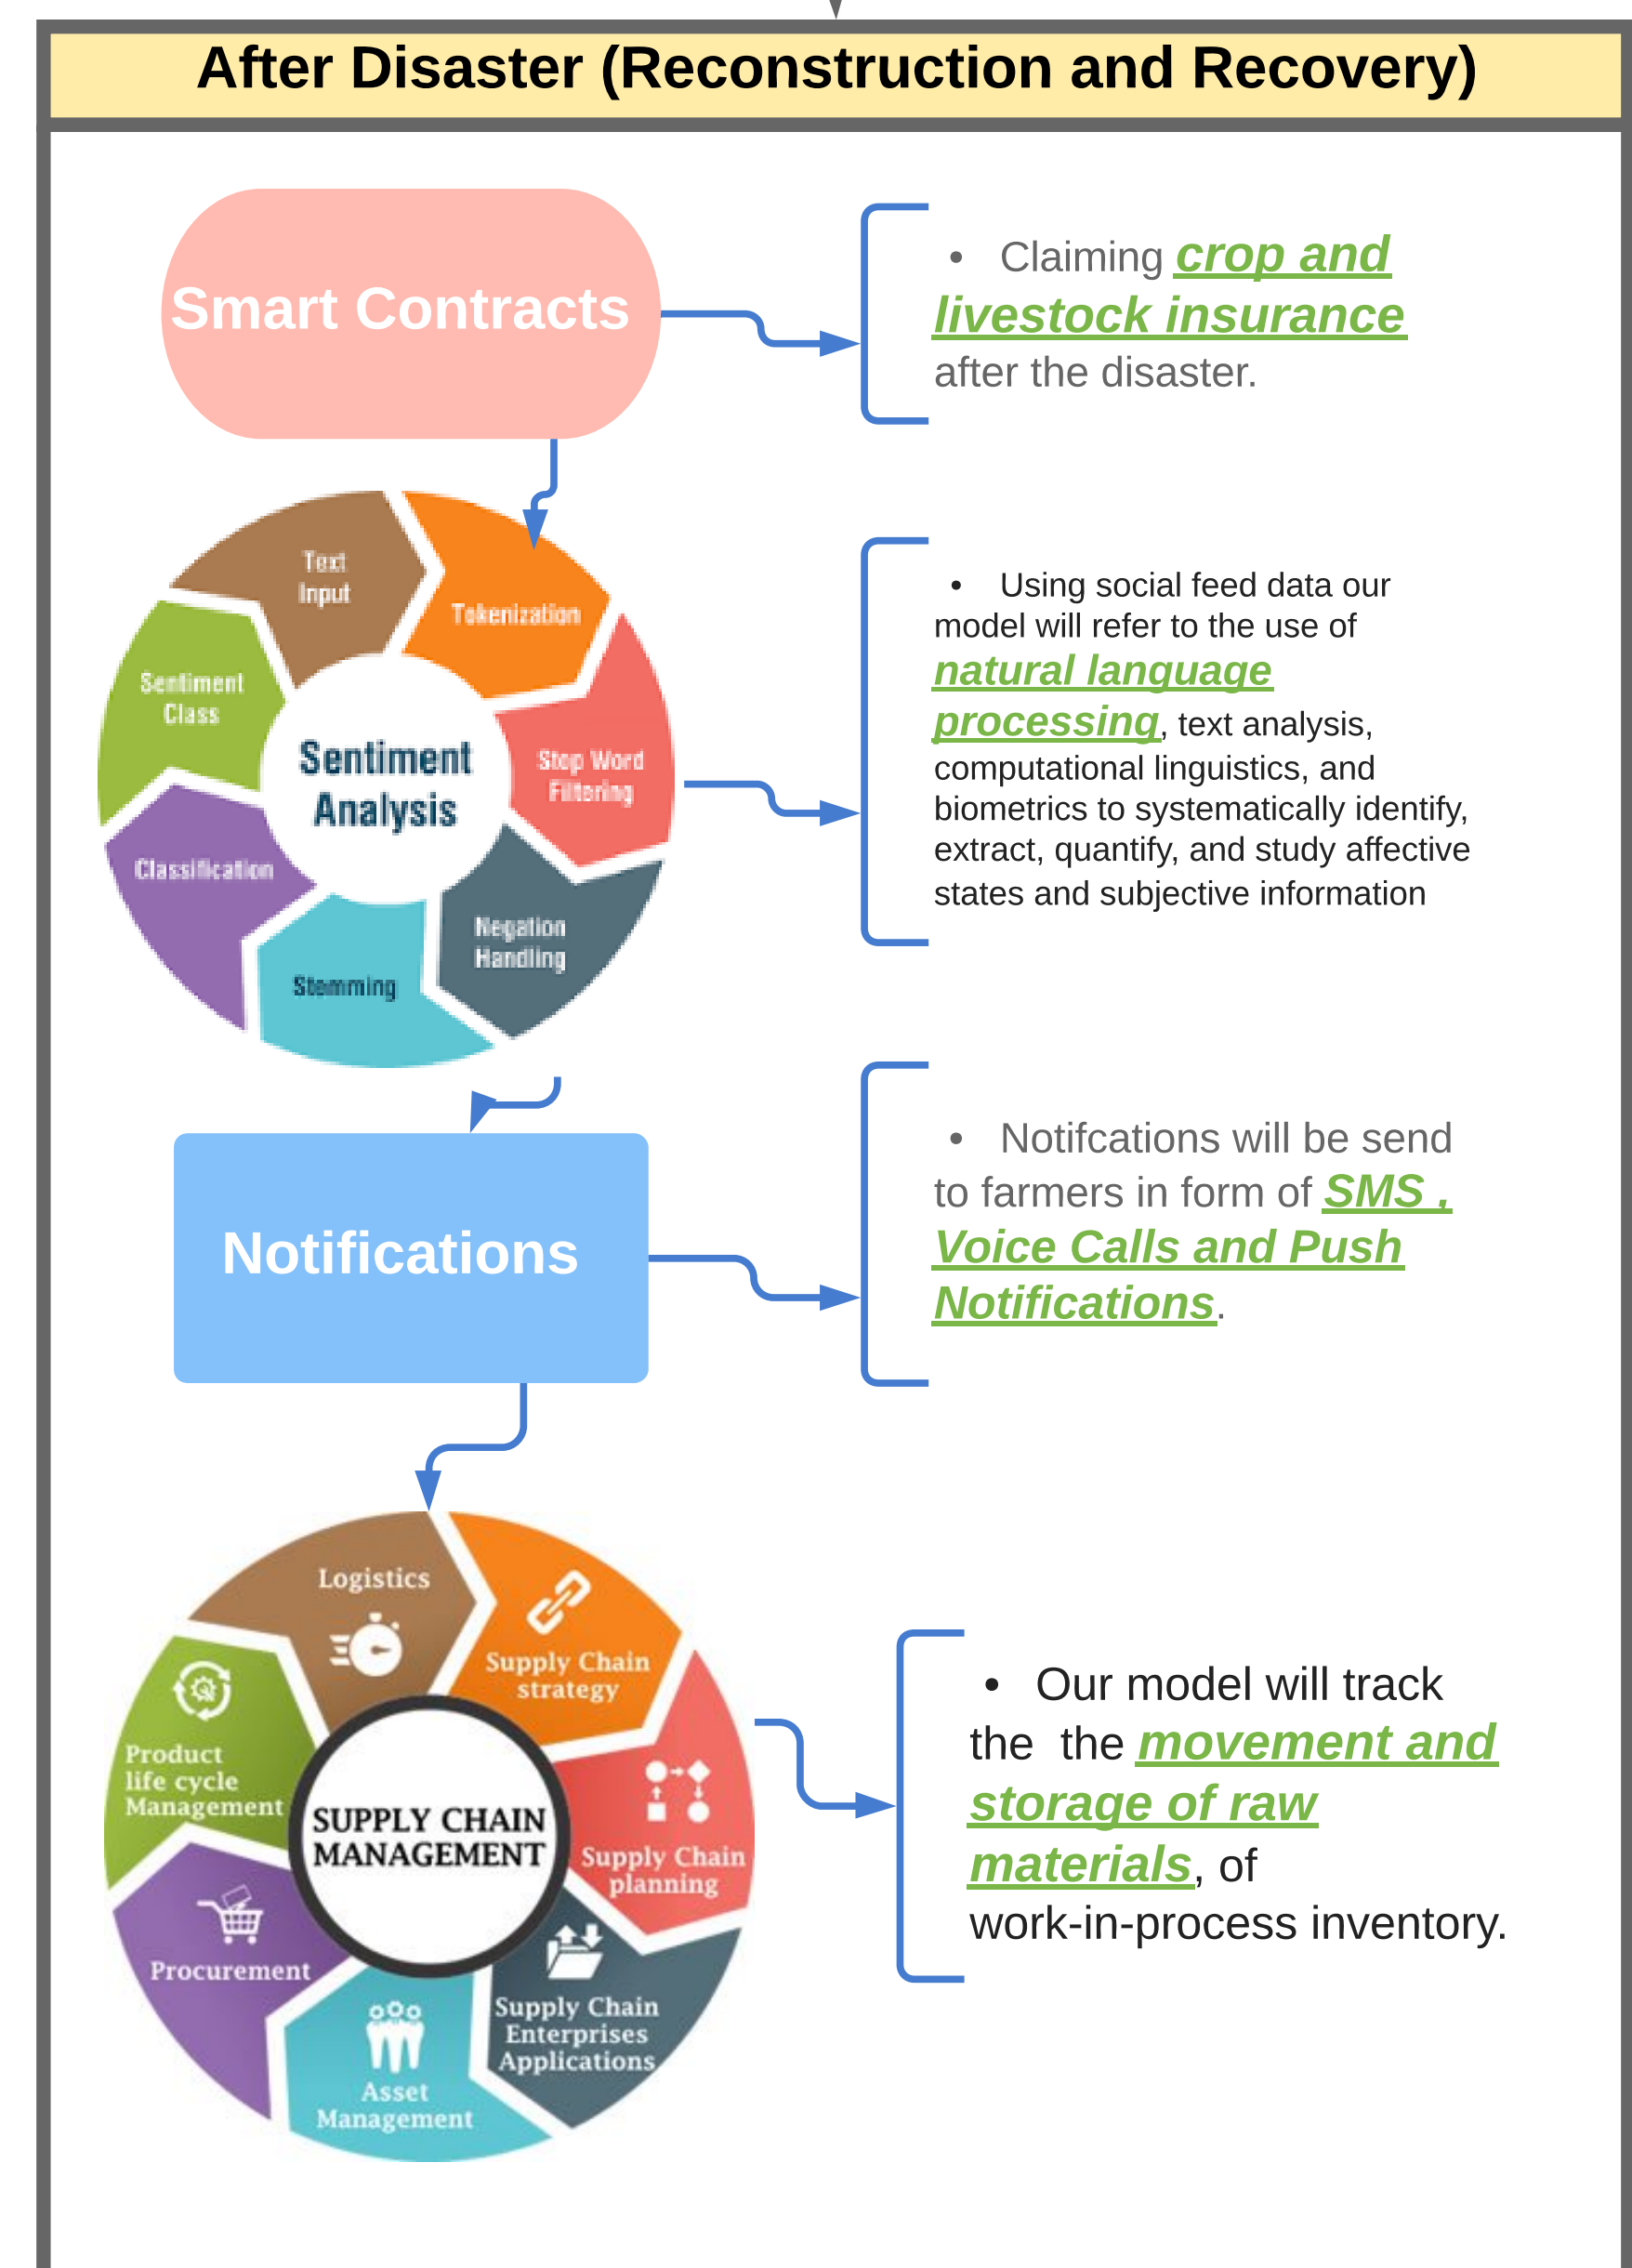 After Disaster (Reconstruction and Recovery)
Smart Contracts
• Claiming crop and
livestock insurance
after the disaster.
Text
Input
Tokenization
Stop Word
Filtering
Negation
Handling
Stemming
Classification
Sentiment
Class
Sentiment
Analysis
• Using social feed data our
model will refer to the use of
natural language
processing, text analysis,
computational linguistics, and
biometrics to systematically identify,
extract, quantify, and study affective
states and subjective information
Notifications
• Notifcations will be send
to farmers in form of SMS ,
Voice Calls and Push
Notifications.
Logistics
Supply Chain
strategy
Supply Chain
planning
Supply Chain
Enterprises
Applications
Asset
Management
Procurement
Product
life cycle
Management
SUPPLY CHAIN
MANAGEMENT
• Our model will track
the  the movement and
storage of raw
materials, of
work-in-process inventory.